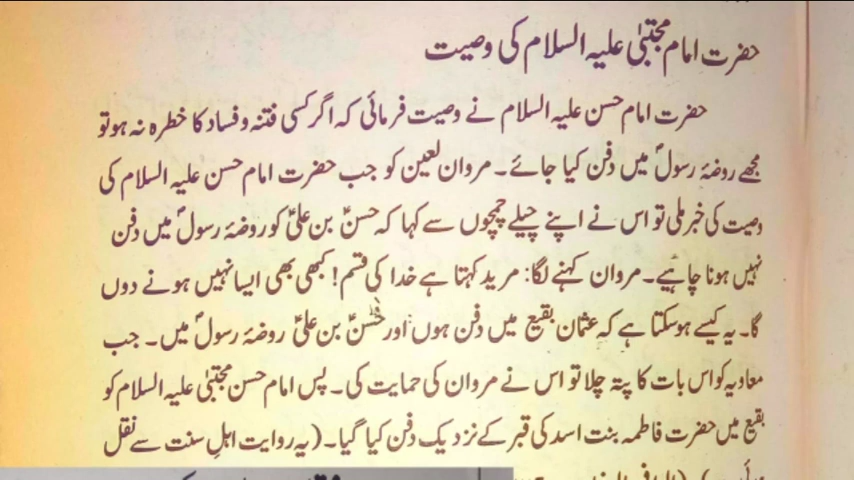 حضرت امام مجتبیٰ علیہ السلام کی وصیت
حضرت امام حسن علیہ السلام نے وصیت فرمائی کہ اگر کسی فتنہ و فساد کا خطرہ نہ ہو تو
مجھے روضۂ رسولؐ میں دفن کیا جائے۔ مروان لعین کو جب حضرت امام حسن علیہ السلام کی
وصیت کی خبر ملی تو اس نے اپنے چیلے چمچوں سے کہا کہ حسنؑ بن علیؑ کو روضۂ رسولؐ میں دفن
نہیں ہونا چاہیے۔ مروان کہنے لگا: مرید کہتا ہے خدا کی قسم! کبھی بھی ایسا نہیں ہونے دوں
گا۔ یہ کیسے ہوسکتا ہے کہ عثمان بقیع میں دفن ہوں اور حسنؑ بن علیؑ روضۂ رسولؐ میں۔ جب
معاویہ کو اس بات کا پتہ چلا تو اس نے مروان کی حمایت کی۔ پس امام حسن مجتبیٰ علیہ السلام کو
بقیع میں حضرت فاطمہ بنت اسد کی قبر کے نزدیک دفن کیا گیا۔ (یہ روایت اہلِ سنت سے نقل